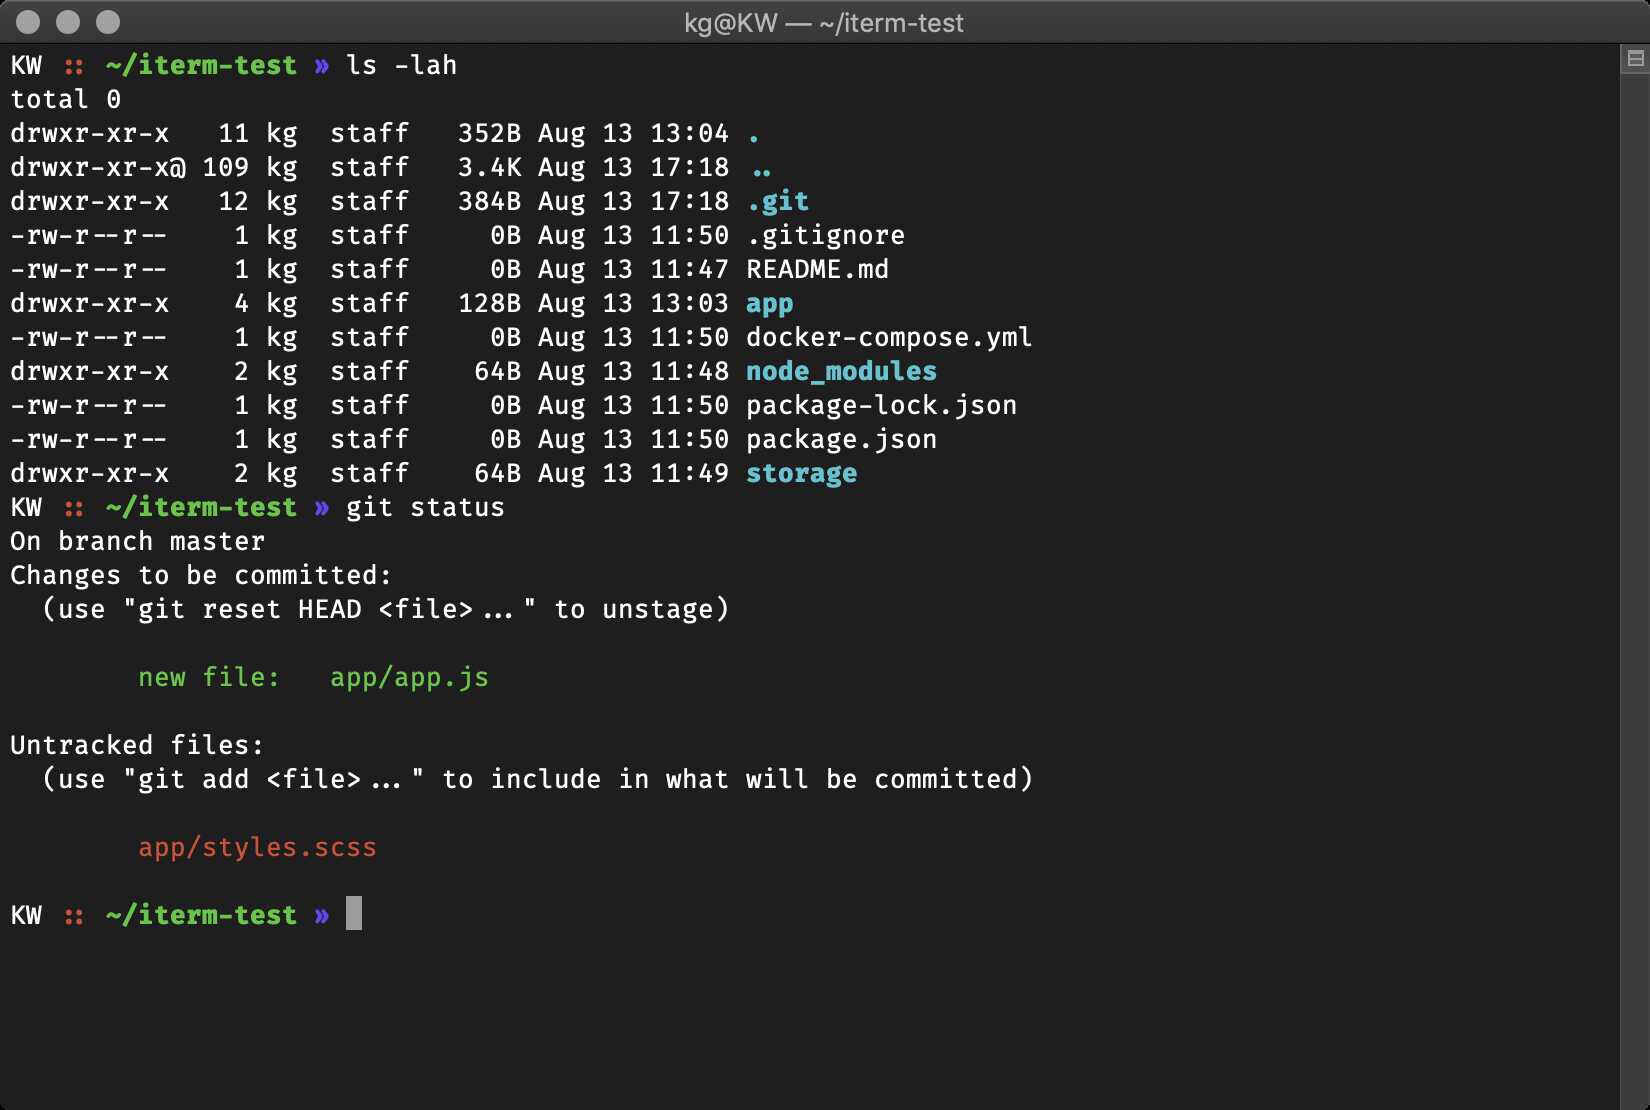 kg@KW — ~/iterm-test
KW :: ~/iterm-test » ls -lah
total 0
drwxr-xr-x   11 kg  staff   352B Aug 13 13:04 .
drwxr-xr-x@ 109 kg  staff   3.4K Aug 13 17:18 ..
drwxr-xr-x   12 kg  staff   384B Aug 13 17:18 .git
-rw-r--r--    1 kg  staff     0B Aug 13 11:50 .gitignore
-rw-r--r--    1 kg  staff     0B Aug 13 11:47 README.md
drwxr-xr-x    4 kg  staff   128B Aug 13 13:03 app
-rw-r--r--    1 kg  staff     0B Aug 13 11:50 docker-compose.yml
drwxr-xr-x    2 kg  staff    64B Aug 13 11:48 node_modules
-rw-r--r--    1 kg  staff     0B Aug 13 11:50 package-lock.json
-rw-r--r--    1 kg  staff     0B Aug 13 11:50 package.json
drwxr-xr-x    2 kg  staff    64B Aug 13 11:49 storage
KW :: ~/iterm-test » git status
On branch master
Changes to be committed:
  (use "git reset HEAD <file>..." to unstage)
        new file:   app/app.js
Untracked files:
  (use "git add <file>..." to include in what will be committed)
        app/styles.scss
KW :: ~/iterm-test »